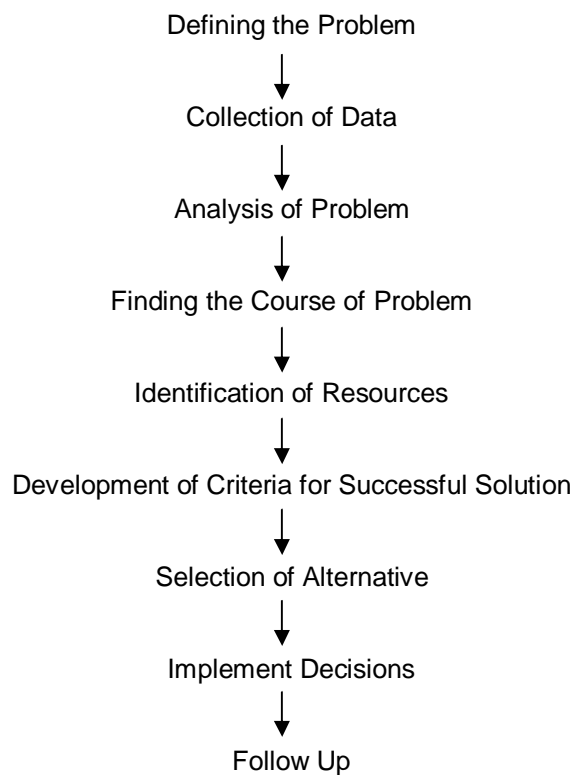 Defining the Problem
Collection of Data
Analysis of Problem
Finding the Course of Problem
Identification of Resources
Development of Criteria for Successful Solution
Selection of Alternative
Implement Decisions
Follow Up